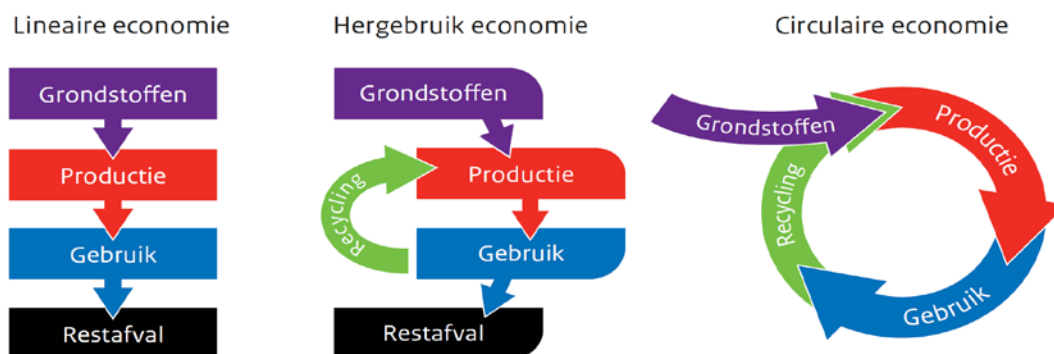 Lineaire economie
Grondstoffen
Productie
Gebruik
Restafval
Hergebruik economie
Grondstoffen
Productie
Recycling
Gebruik
Restafval
Circulaire economie
Grondstoffen
Productie
Recycling
Gebruik